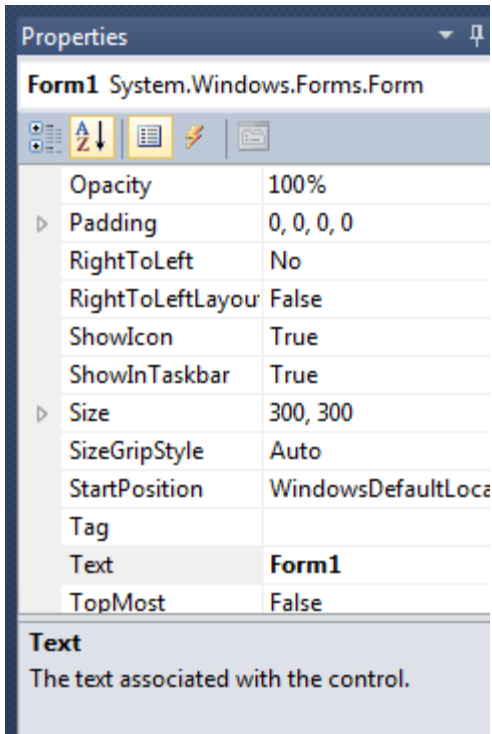 Properties
Form1 System.Windows.Forms.Form
Opacity 100%
Padding 0, 0, 0, 0
RightToLeft No
RightToLeftLayou False
ShowIcon True
ShowInTaskbar True
Size 300, 300
SizeGripStyle Auto
StartPosition WindowsDefaultLoca
Tag
Text Form1
TopMost False
Text
The text associated with the control.